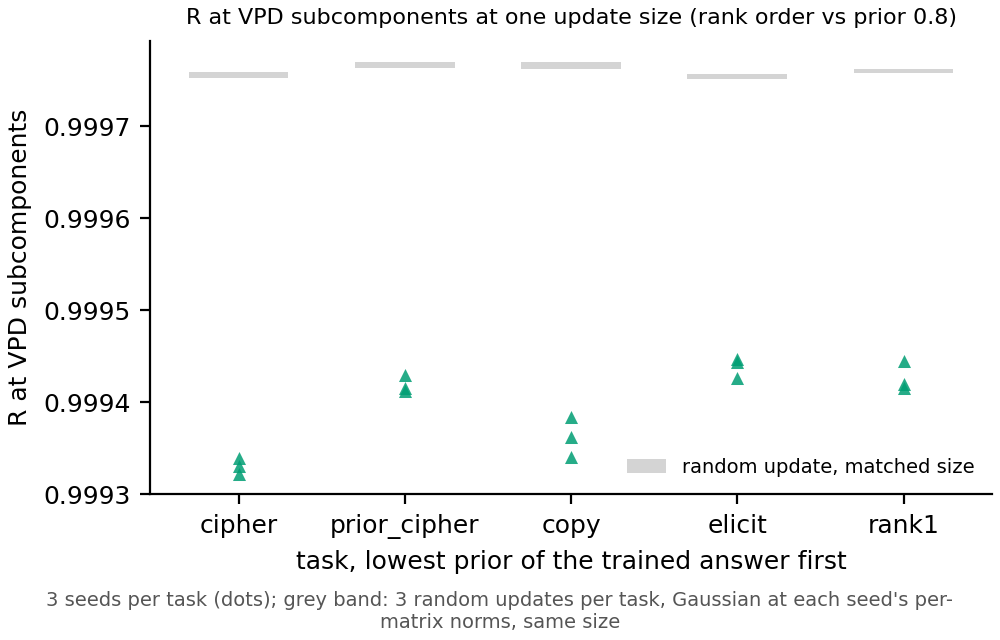 R at VPD subcomponents at one update size (rank order vs prior 0.8)
R at VPD subcomponents
0.9997
0.9996
0.9995
0.9994
0.9993
random update, matched size
cipher
prior_cipher
copy
elicit
rank1
task, lowest prior of the trained answer first
3 seeds per task (dots); grey band: 3 random updates per task, Gaussian at each seed's per-
matrix norms, same size